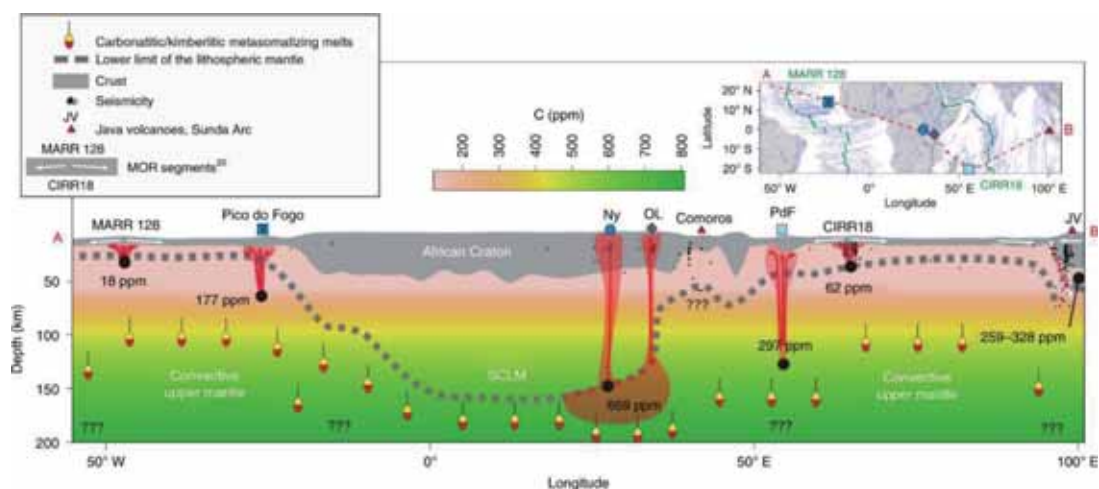 Carbonatitic/kimberlitic metasomatizing melts
Lower limit of the lithospheric mantle
Crust
Seismicity
JV
Java volcanoes, Sunda Arc
MARR 128
MOR segments
CIRR18
C (ppm)
200 300 400 500 600 700 800
A MARR 128
20° N
10° N
0
10° S
20° S
Latitude
B
50° W 0° 50° E 100° E
CIRR18
Longitude
MARR 128 Pico do Fogo Ny OL Comoros PdF CIRR18 JV
A B
African Craton
18 ppm
177 ppm
???
62 ppm
297 ppm
259–328 ppm
SCLM
669 ppm
Convective
upper mantle
Convective
upper mantle
??? ??? ??? ???
50
100
150
200
Depth (km)
50° W 0° 50° E 100° E
Longitude